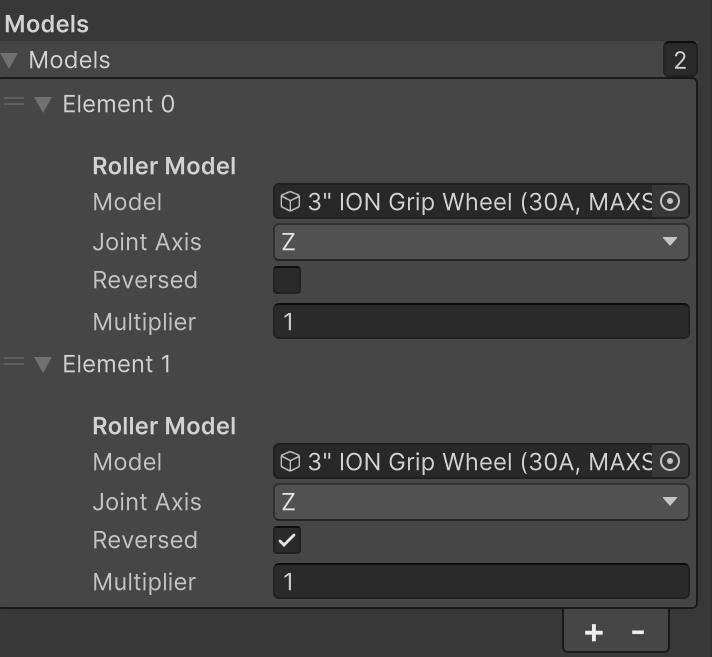 Models
Models 2
Element 0
Roller Model
Model 3" ION Grip Wheel (30A, MAXS
Joint Axis Z
Reversed
Multiplier 1
Element 1
Roller Model
Model 3" ION Grip Wheel (30A, MAXS
Joint Axis Z
Reversed
Multiplier 1
+ -